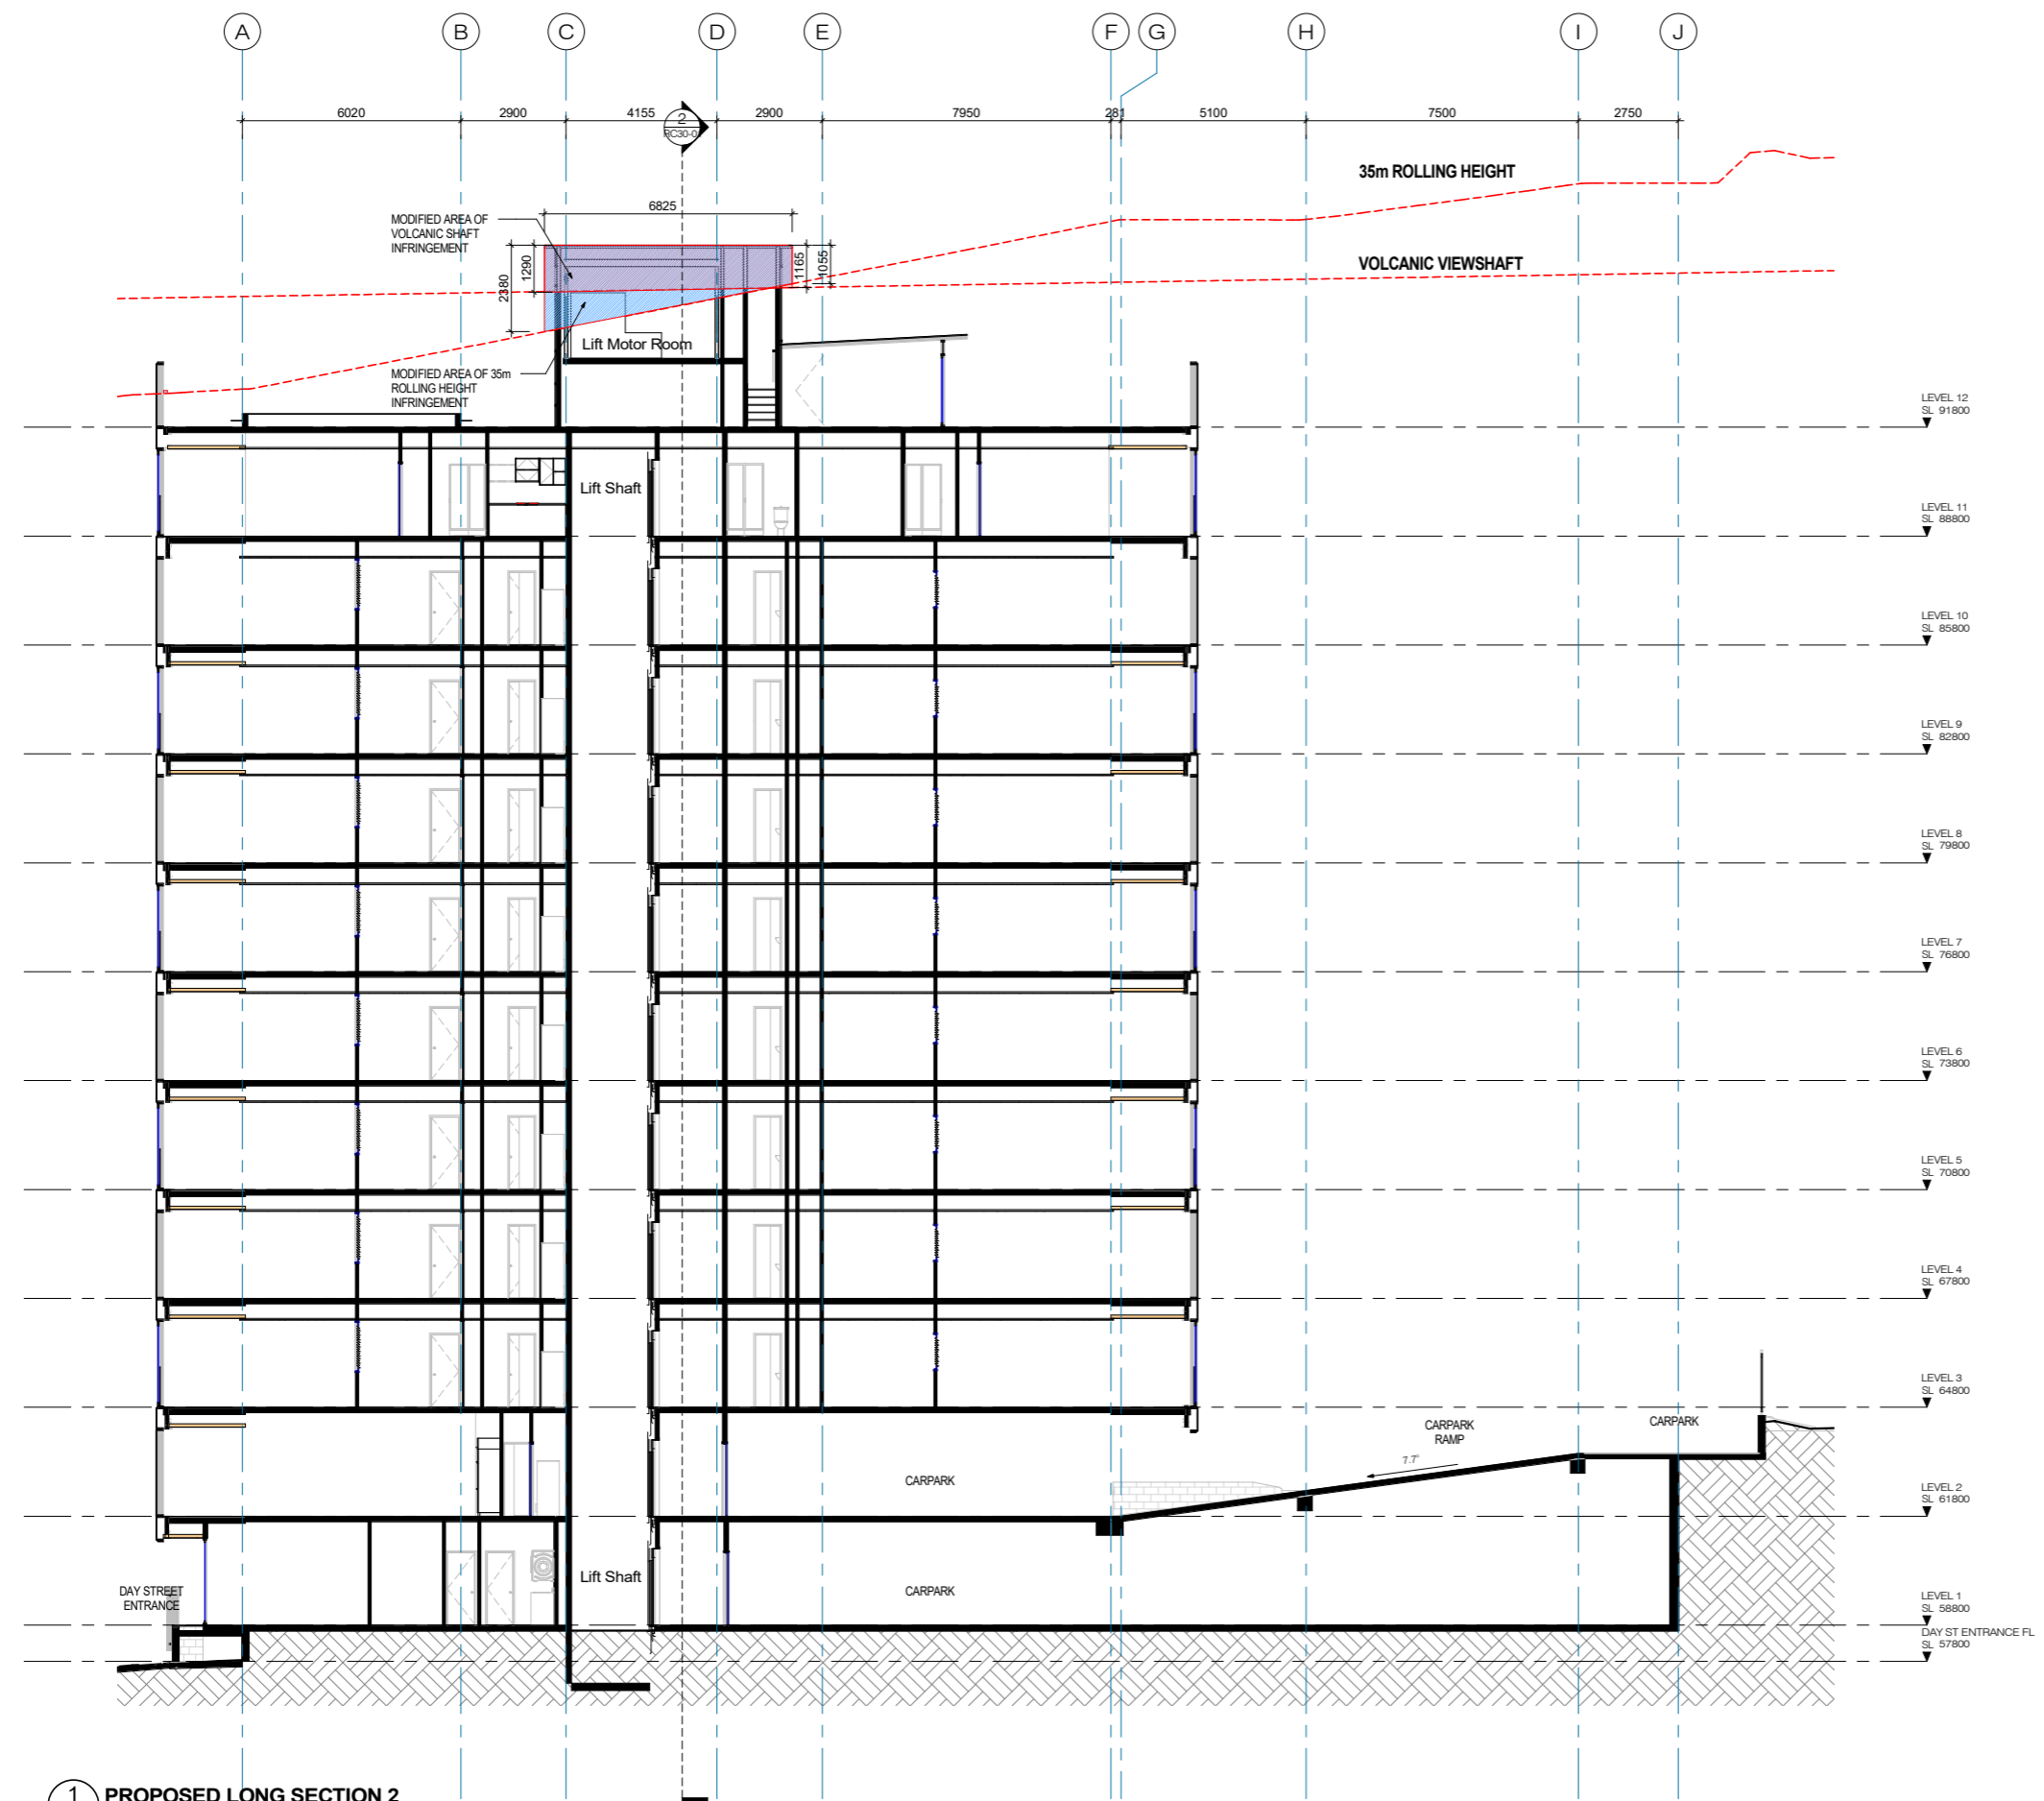 A B C D E F G H I J
6020 2900 4155 2900 7950 281 5100 7500 2750
2
35m ROLLING HEIGHT
6825
MODIFIED AREA OF
VOLCANIC SHAFT
INFRINGEMENT
2380 1290 1165 1055
VOLCANIC VIEWSHAFT
Lift Motor Room
MODIFIED AREA OF 35m
ROLLING HEIGHT
INFRINGEMENT
LEVEL 12
SL 91800
Lift Shaft
LEVEL 11
SL 88800
LEVEL 10
SL 85800
LEVEL 9
SL 82800
LEVEL 8
SL 79800
LEVEL 7
SL 76800
LEVEL 6
SL 73800
LEVEL 5
SL 70800
LEVEL 4
SL 67800
LEVEL 3
SL 64800
CARPARK
RAMP
CARPARK
7.7°
CARPARK
LEVEL 2
SL 61800
Lift Shaft
DAY STREET
ENTRANCE
CARPARK
LEVEL 1
SL 58800
DAY ST ENTRANCE FL
SL 57800
1 PROPOSED LONG SECTION 2